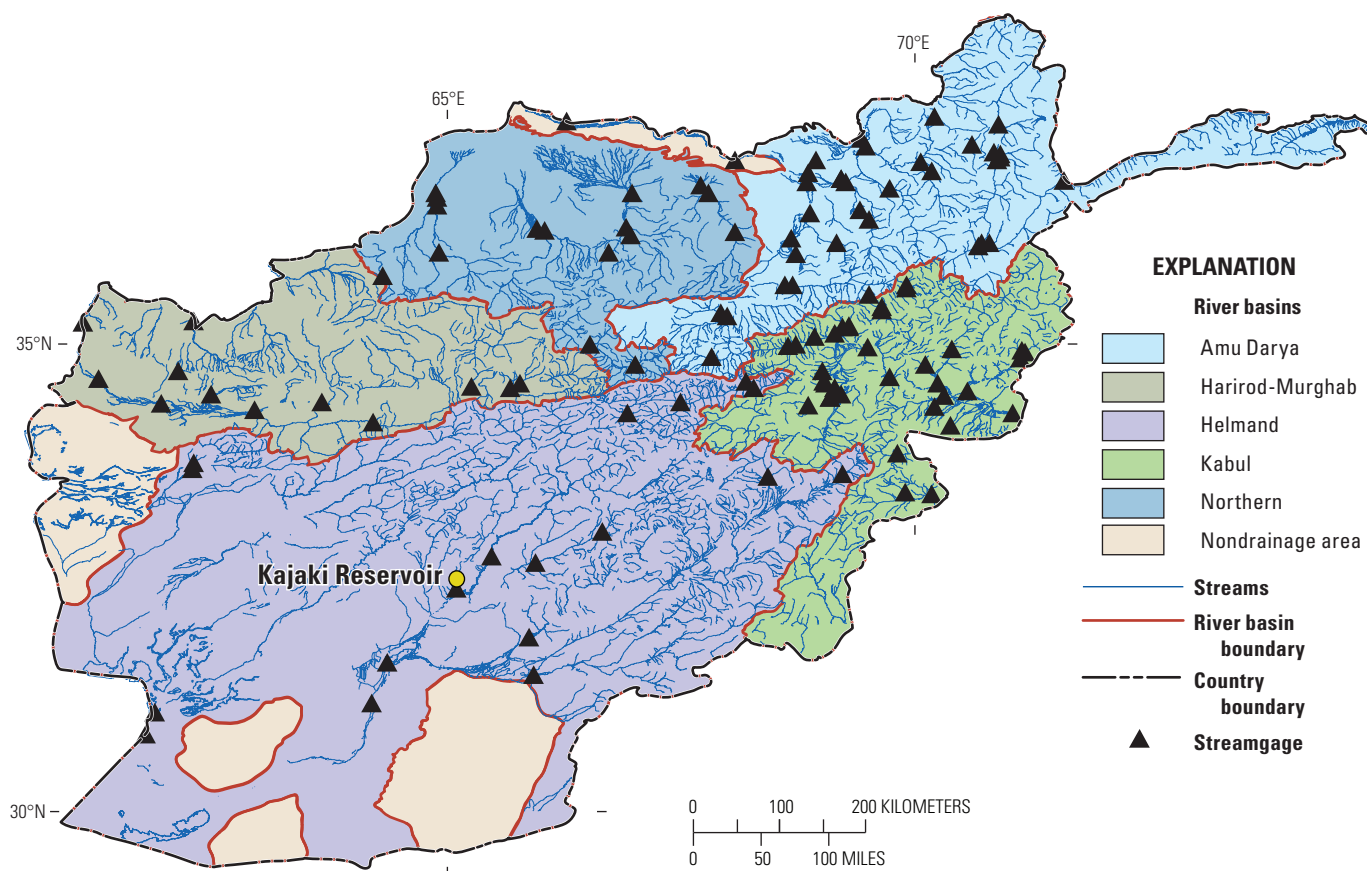 70°E
65°E
35°N
30°N
Kajaki Reservoir
EXPLANATION
River basins
Amu Darya
Harirod-Murghab
Helmand
Kabul
Northern
Nondrainage area
Streams
River basin
boundary
Country
boundary
Streamgage
0 100 200 KILOMETERS
0 50 100 MILES